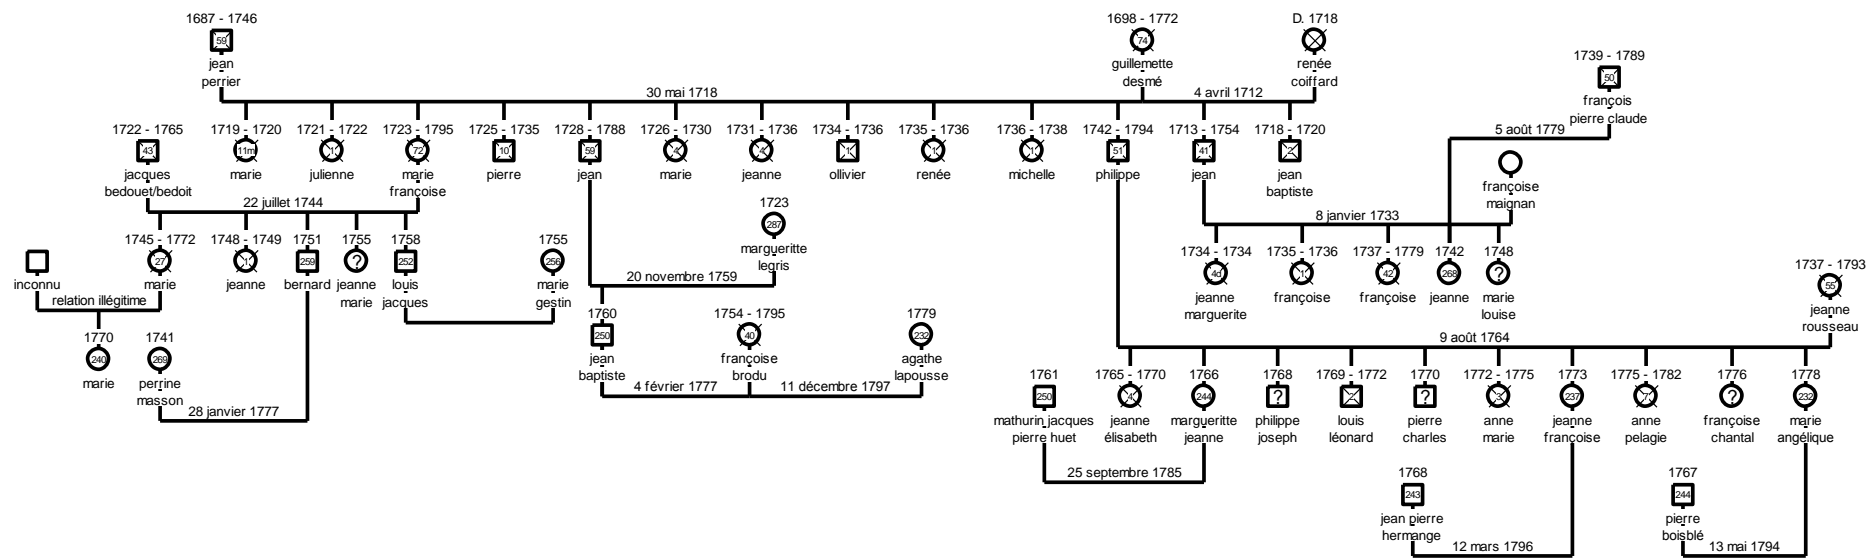 1687 - 1746
59
jean
perrier
1698 - 1772
74
guillemette
desmé
D. 1718
renée
coiffard
1739 - 1789
50
françois
pierre claude
30 mai 1718
4 avril 1712
5 août 1779
1722 - 1765
43
jacques
bedouet/bedoit
1719 - 1720
11m
marie
1721 - 1722
1
julienne
1723 - 1795
72
marie
françoise
1725 - 1735
10
pierre
1728 - 1788
59
jean
1726 - 1730
4
marie
1731 - 1736
4
jeanne
1734 - 1736
1
ollivier
1735 - 1736
1
renée
1736 - 1738
1
michelle
1742 - 1794
51
philippe
1713 - 1754
41
jean
1718 - 1720
2
jean
baptiste
françoise
maignan
22 juillet 1744
8 janvier 1733
inconnu
1745 - 1772
27
marie
1748 - 1749
1
jeanne
1751
259
bernard
1755
?
jeanne
marie
1758
252
louis
jacques
1755
256
marie
gestin
1723
287
margueritte
legris
1734 - 1734
4d
jeanne
marguerite
1735 - 1736
1
françoise
1737 - 1779
42
françoise
1742
268
jeanne
1748
?
marie
louise
1737 - 1793
55
jeanne
rousseau
relation illégitime
20 novembre 1759
9 août 1764
1770
240
marie
1741
269
perrine
masson
28 janvier 1777
1760
250
jean
baptiste
1754 - 1795
40
françoise
brodu
1779
232
agathe
lapousse
4 février 1777
11 décembre 1797
1761
250
mathurin jacques
pierre huet
1765 - 1770
4
jeanne
élisabeth
1766
244
margueritte
jeanne
1768
?
philippe
joseph
1769 - 1772
2
louis
léonard
1770
?
pierre
charles
1772 - 1775
3
anne
marie
1773
237
jeanne
françoise
1775 - 1782
7
anne
pelagie
1776
?
françoise
chantal
1778
232
marie
angélique
25 septembre 1785
1768
243
jean pierre
hermange
12 mars 1796
1767
244
pierre
boisblé
13 mai 1794